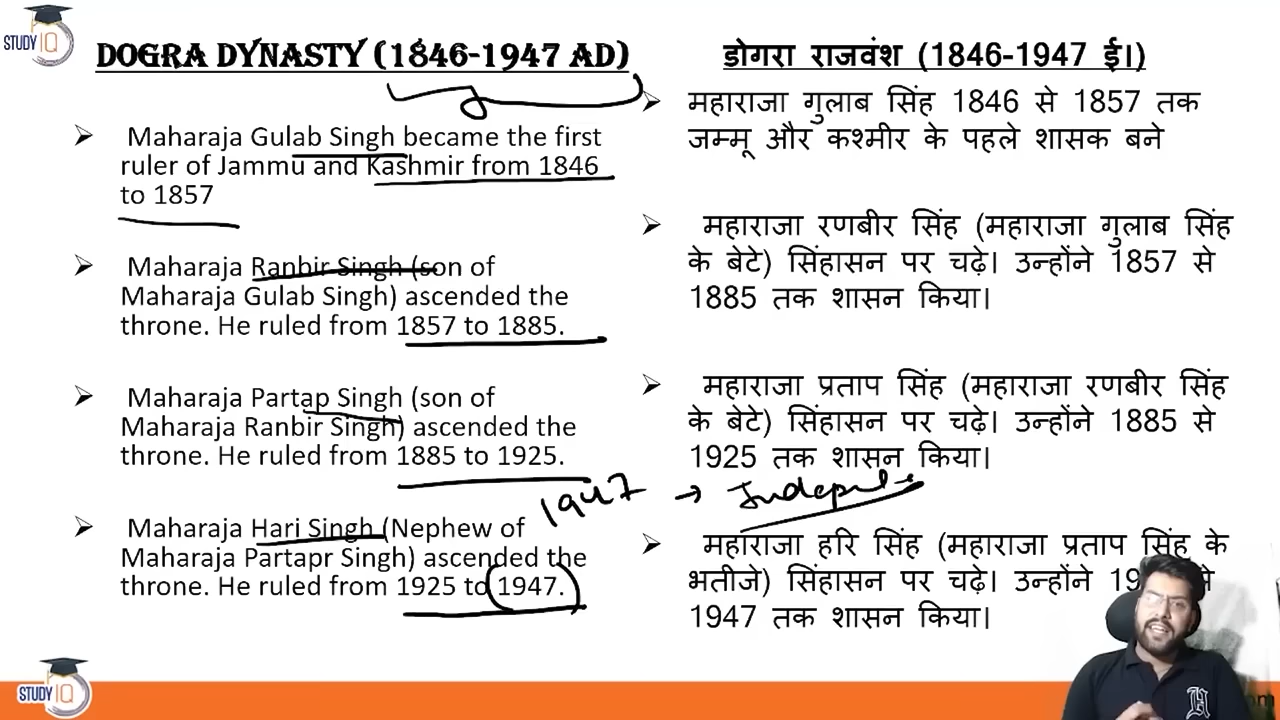 STUDY IQ
DOGRA DYNASTY (1846-1947 AD)
Maharaja Gulab Singh became the first
ruler of Jammu and Kashmir from 1846
to 1857
Maharaja Ranbir Singh (son of
Maharaja Gulab Singh) ascended the
throne. He ruled from 1857 to 1885.
Maharaja Partap Singh (son of
Maharaja Ranbir Singh) ascended the
throne. He ruled from 1885 to 1925.
Maharaja Hari Singh (Nephew of
Maharaja Partapr Singh) ascended the
throne. He ruled from 1925 to 1947.
डोगरा राजवंश (1846-1947 ई।)
महाराजा गुलाब सिंह 1846 से 1857 तक
जम्मू और कश्मीर के पहले शासक बने
महाराजा रणबीर सिंह (महाराजा गुलाब सिंह
के बेटे) सिंहासन पर चढ़े। उन्होंने 1857 से
1885 तक शासन किया।
महाराजा प्रताप सिंह (महाराजा रणबीर सिंह
के बेटे) सिंहासन पर चढ़े। उन्होंने 1885 से
1925 तक शासन किया।
1947 →
महाराजा हरि सिंह (महाराजा प्रताप सिंह के
भतीजे) सिंहासन पर चढ़े। उन्होंने से
1947 तक शासन किया।
STUDY IQ